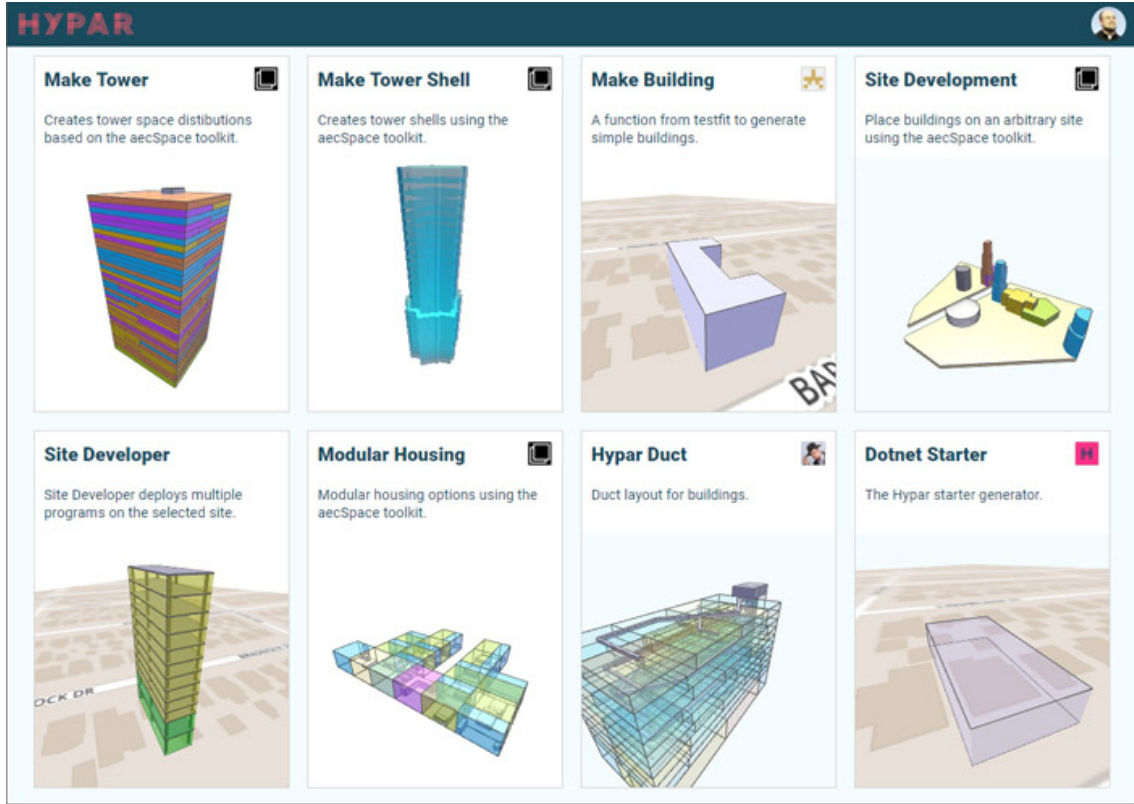 HYPAR
Make Tower
Creates tower space distibutions
based on the aecSpace toolkit.
Make Tower Shell
Creates tower shells using the
aecSpace toolkit.
Make Building
A function from testfit to generate
simple buildings.
BAR
Site Development
Place buildings on an arbitrary site
using the aecSpace toolkit.
Site Developer
Site Developer deploys multiple
programs on the selected site.
OCK DR
Modular Housing
Modular housing options using the
aecSpace toolkit.
Hypar Duct
Duct layout for buildings.
Dotnet Starter
H
The Hypar starter generator.